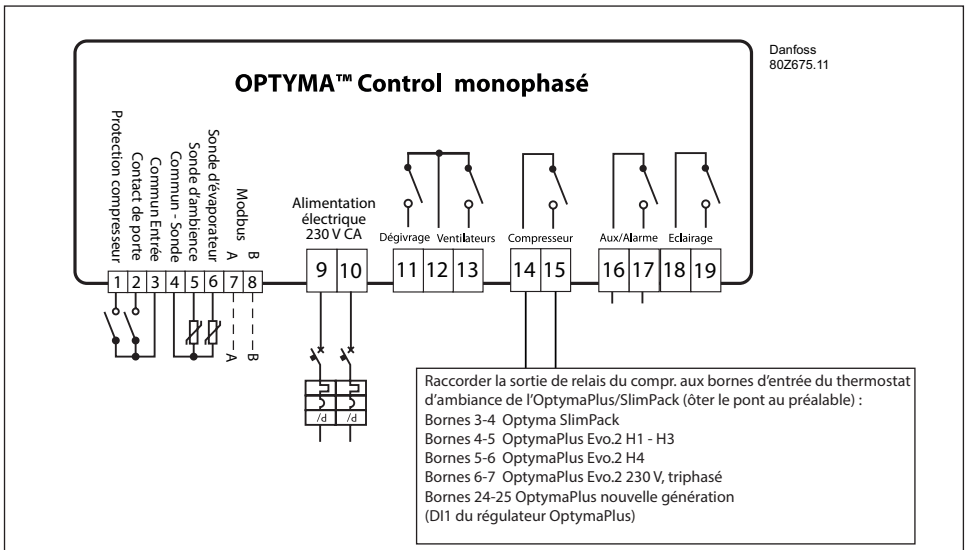 Danfoss
80Z675.11
OPTYMA™ Control monophasé
Protection compresseur
Contact de porte
Commun Entrée
Commun - Sonde
Sonde d'ambience
Sonde d'évaporateur
Modbus
A
B
Alimentation
électrique
230 V CA
Dégivrage Ventilateurs Compresseur Aux/Alarme Eclairage
1 2 3 4 5 6 7 8 9 10 11 12 13 14 15 16 17 18 19
A
B
P/ P/
Raccorder la sortie de relais du compr. aux bornes d'entrée du thermostat
d'ambiance de l'OptymaPlus/SlimPack (ôter le pont au préalable) :
Bornes 3-4 Optyma SlimPack
Bornes 4-5 OptymaPlus Evo.2 H1 - H3
Bornes 5-6 OptymaPlus Evo.2 H4
Bornes 6-7 OptymaPlus Evo.2 230 V, triphasé
Bornes 24-25 OptymaPlus nouvelle génération
(DI1 du régulateur OptymaPlus)